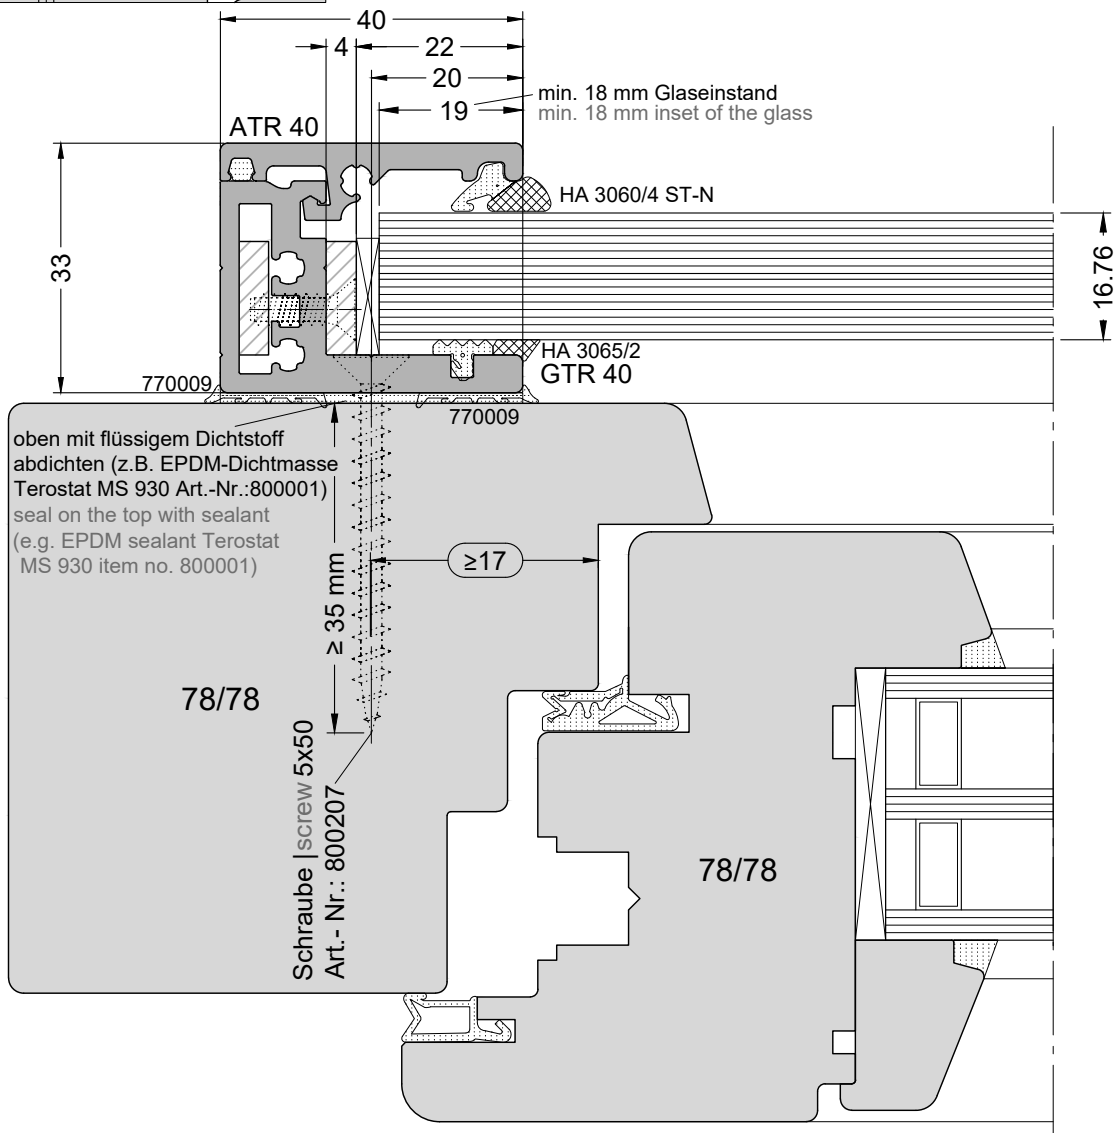 40
4
22
20
19
min. 18 mm Glaseinstand
min. 18 mm inset of the glass
ATR 40
HA 3060/4 ST-N
33
16.76
HA 3065/2
GTR 40
770009
770009
oben mit flüssigem Dichtstoff
abdichten (z.B. EPDM-Dichtmasse
Terostat MS 930 Art.-Nr.:800001)
seal on the top with sealant
(e.g. EPDM sealant Terostat
MS 930 item no. 800001)
≥17
≥ 35 mm
78/78
Schraube |screw 5x50
Art.- Nr.: 800207
78/78